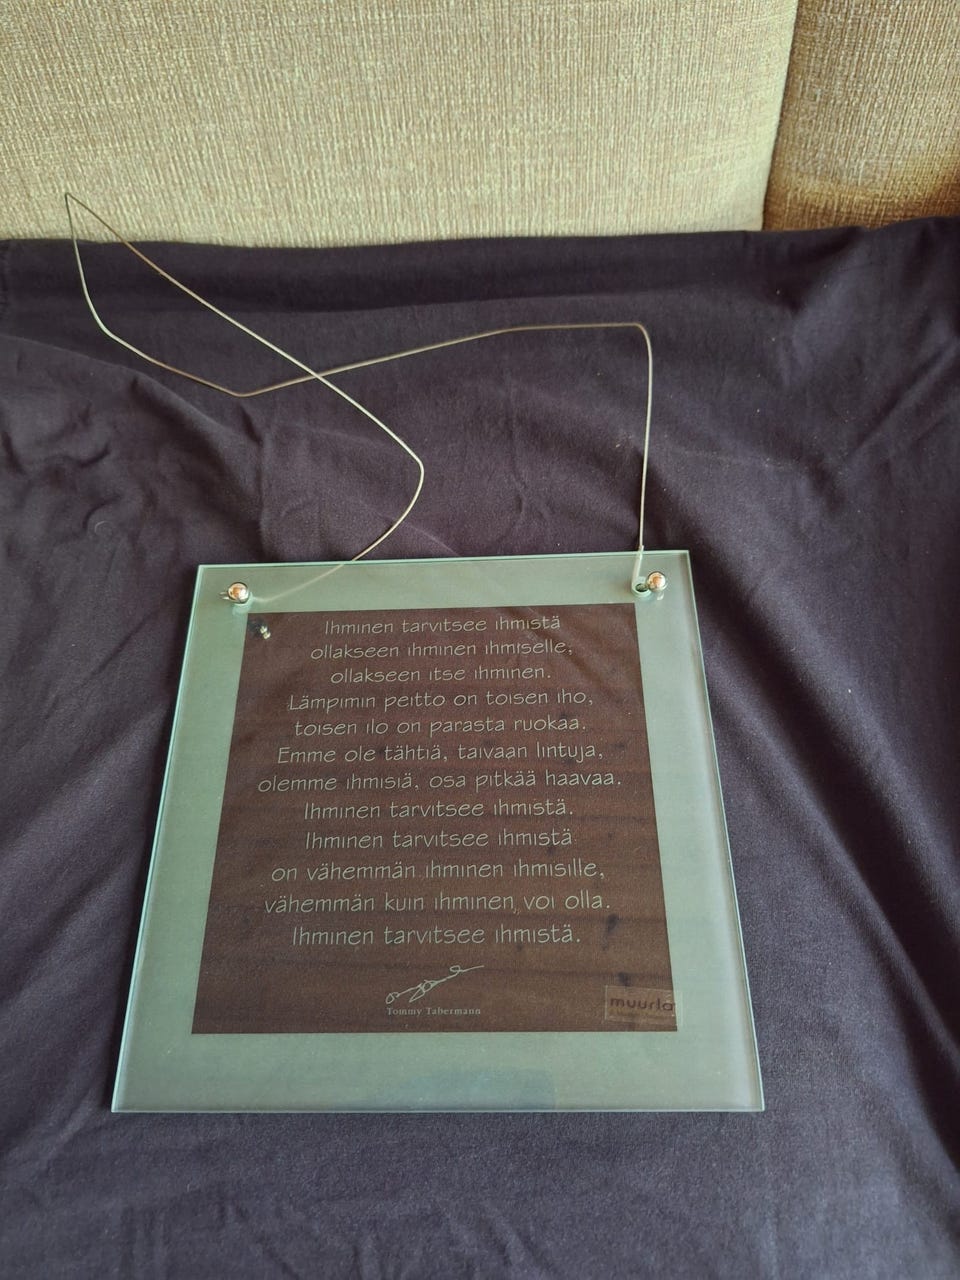 Ihminen tarvitsee ihmistä
ollakseen ihminen ihmiselle,
ollakseen itse ihminen.
Lämpimin peitto on toisen iho,
toisen ilo on parasta ruokaa.
Emme ole tähtiä, taivaan lintuja,
olemme ihmisiä, osa pitkää haavaa.
Ihminen tarvitsee ihmistä.
Ihminen tarvitsee ihmistä
on vähemmän ihminen ihmisille,
vähemmän kuin ihminen voi olla.
Ihminen tarvitsee ihmistä.
Tommy Tabermann
muurla